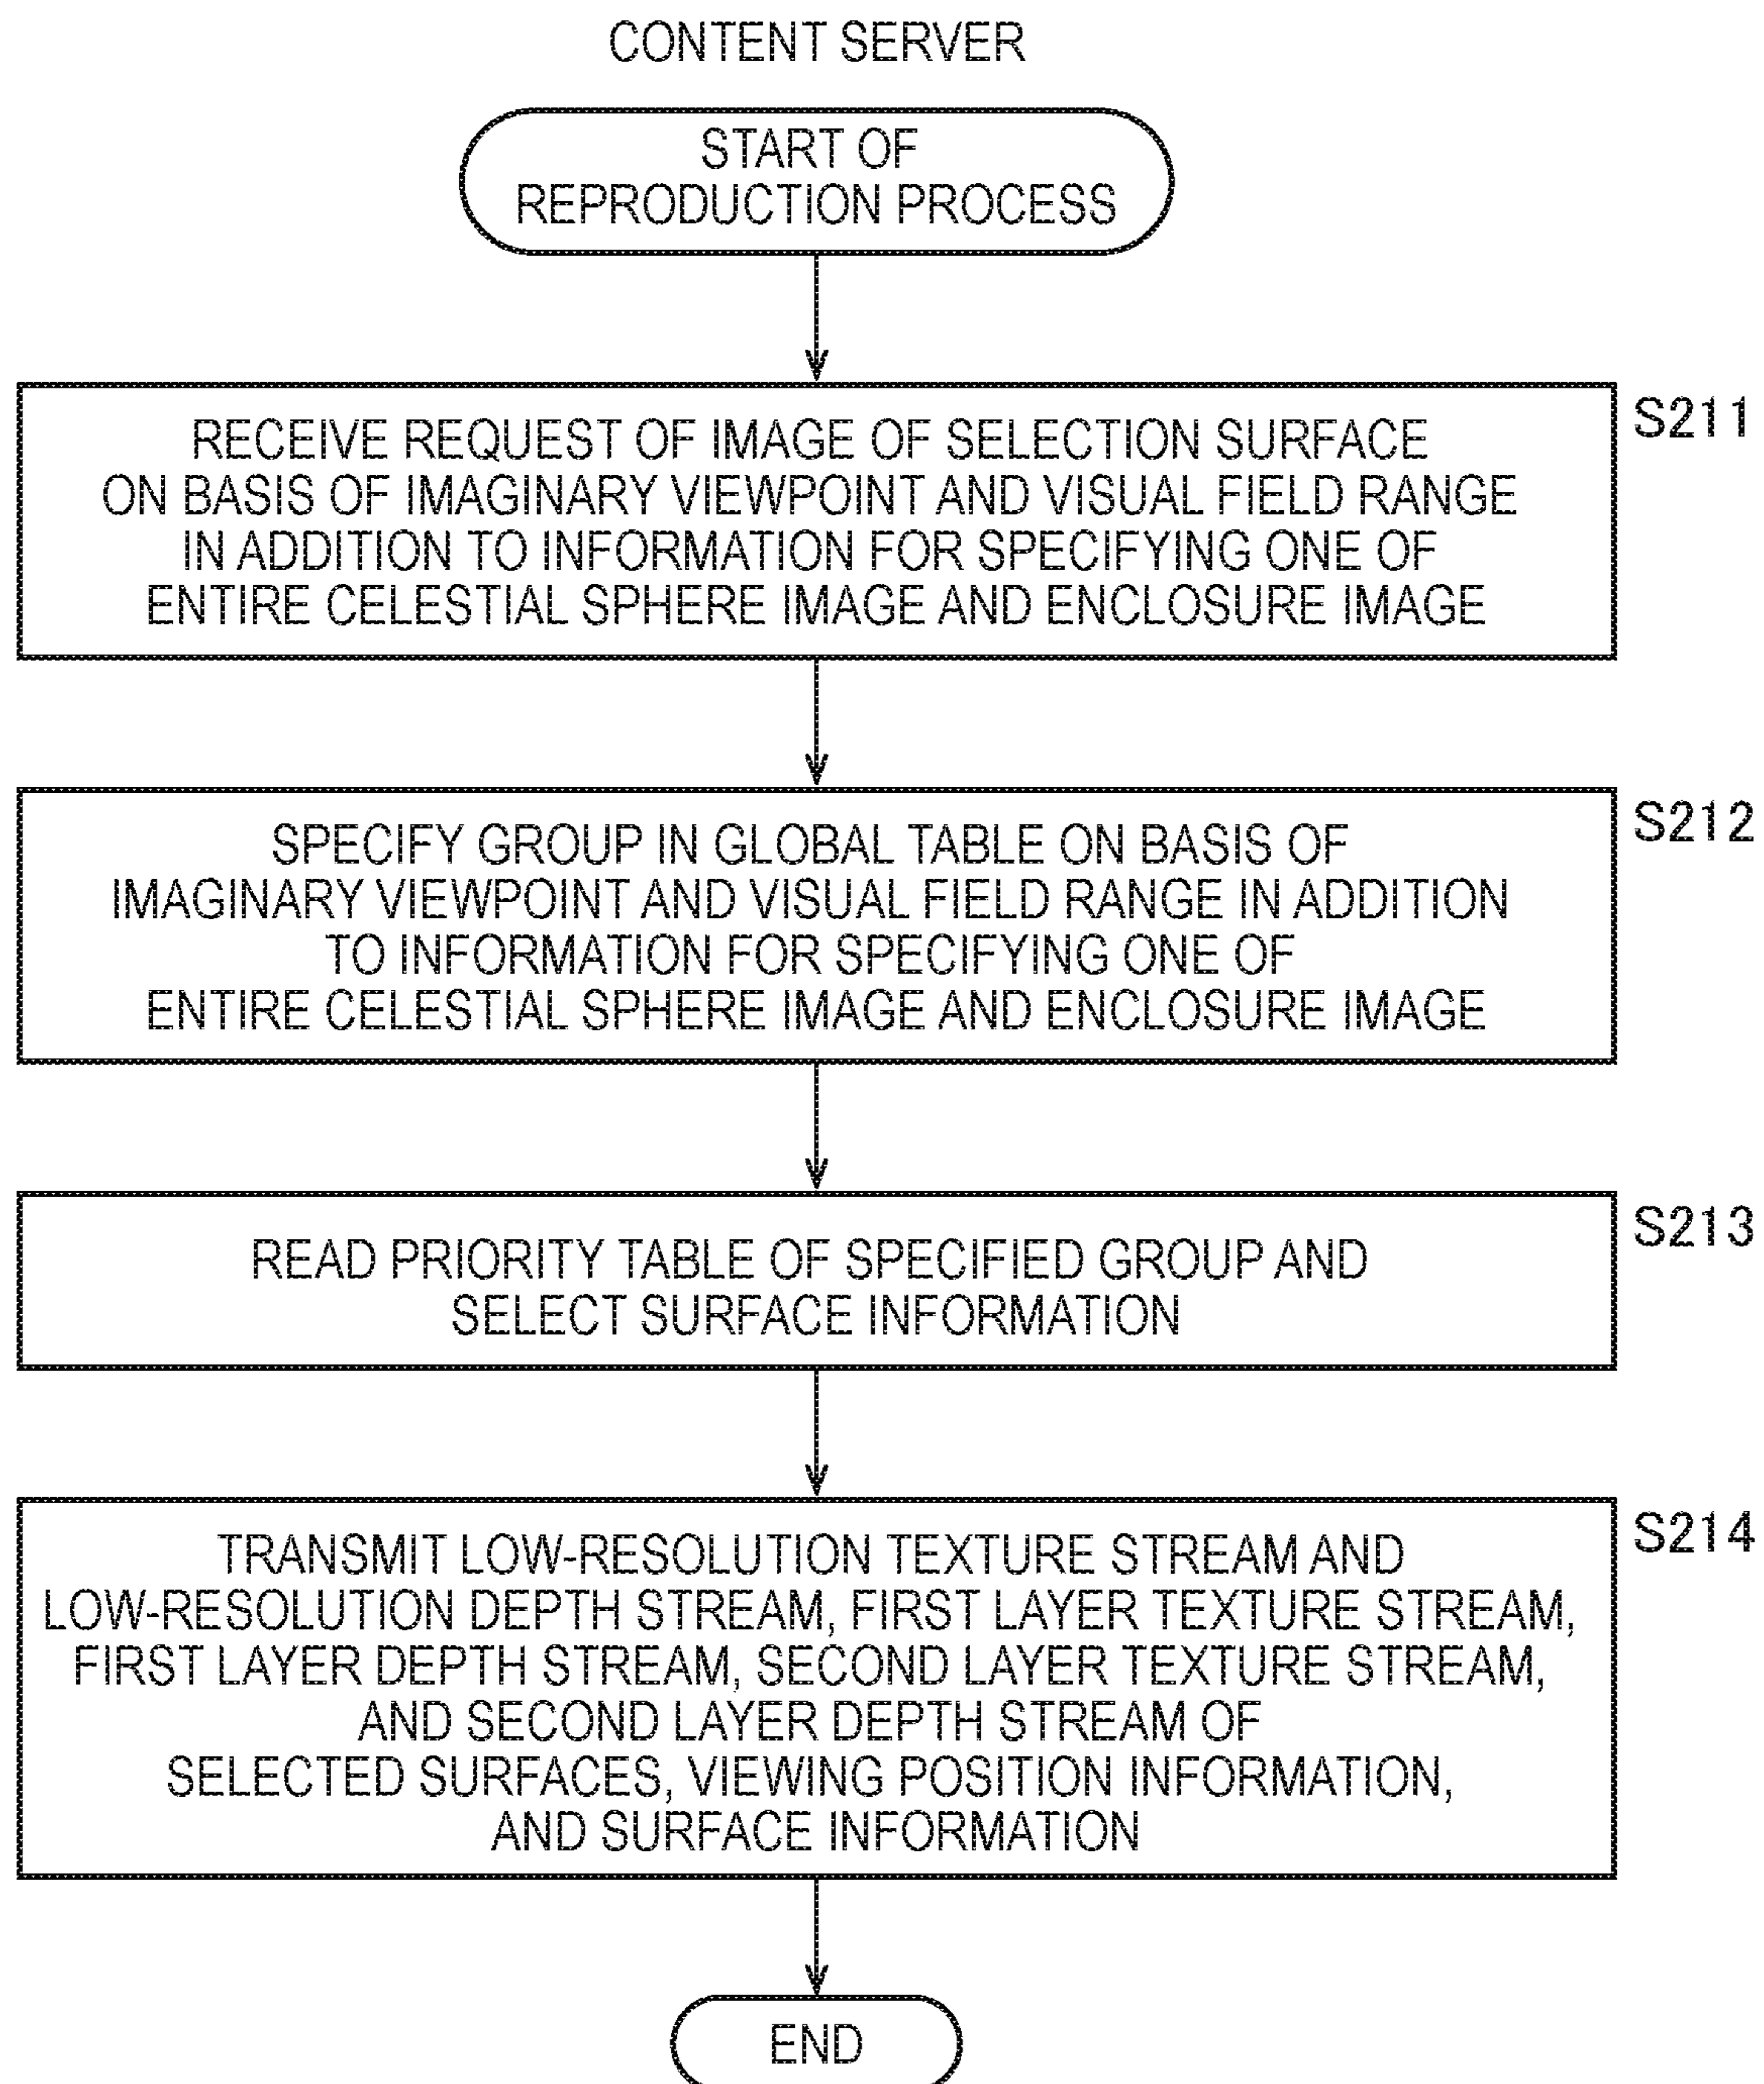 CONTENT SERVER
START OF
REPRODUCTION PROCESS
S211
RECEIVE REQUEST OF IMAGE OF SELECTION SURFACE
ON BASIS OF IMAGINARY VIEWPOINT AND VISUAL FIELD RANGE
IN ADDITION TO INFORMATION FOR SPECIFYING ONE OF
ENTIRE CELESTIAL SPHERE IMAGE AND ENCLOSURE IMAGE
S212
SPECIFY GROUP IN GLOBAL TABLE ON BASIS OF
IMAGINARY VIEWPOINT AND VISUAL FIELD RANGE IN ADDITION
TO INFORMATION FOR SPECIFYING ONE OF
ENTIRE CELESTIAL SPHERE IMAGE AND ENCLOSURE IMAGE
S213
READ PRIORITY TABLE OF SPECIFIED GROUP AND
SELECT SURFACE INFORMATION
S214
TRANSMIT LOW-RESOLUTION TEXTURE STREAM AND
LOW-RESOLUTION DEPTH STREAM, FIRST LAYER TEXTURE STREAM,
FIRST LAYER DEPTH STREAM, SECOND LAYER TEXTURE STREAM,
AND SECOND LAYER DEPTH STREAM OF
SELECTED SURFACES, VIEWING POSITION INFORMATION,
AND SURFACE INFORMATION
END